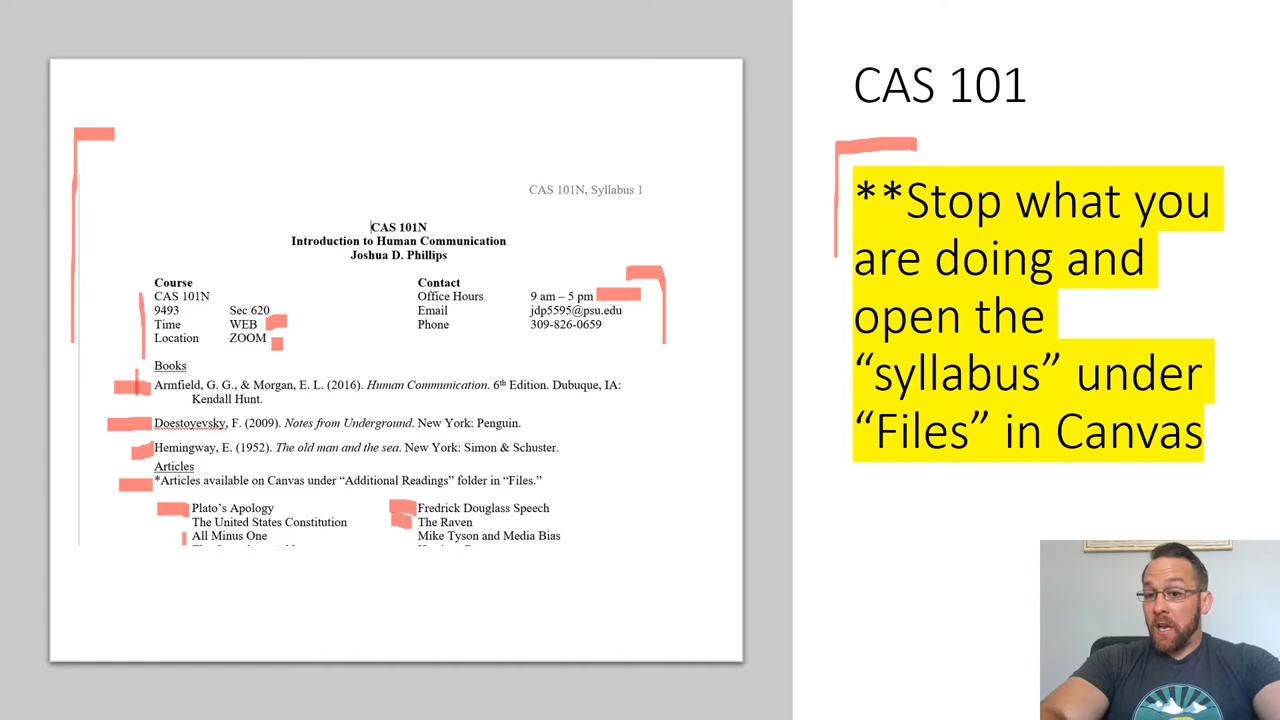 CAS 101N, Syllabus 1
CAS 101N
Introduction to Human Communication
Joshua D. Phillips
Course
CAS 101N
9493 Sec 620
Time WEB
Location ZOOM
Contact
Office Hours 9 am – 5 pm
Email jdp5595@psu.edu
Phone 309-826-0659
Books
Armfield, G. G., & Morgan, E. L. (2016). Human Communication. 6th Edition. Dubuque, IA:
Kendall Hunt.
Doestoyevsky, F. (2009). Notes from Underground. New York: Penguin.
Hemingway, E. (1952). The old man and the sea. New York: Simon & Schuster.
Articles
*Articles available on Canvas under “Additional Readings” folder in “Files.”
Plato’s Apology
The United States Constitution
All Minus One
Fredrick Douglass Speech
The Raven
Mike Tyson and Media Bias
CAS 101
**Stop what you
are doing and
open the
“syllabus” under
“Files” in Canvas